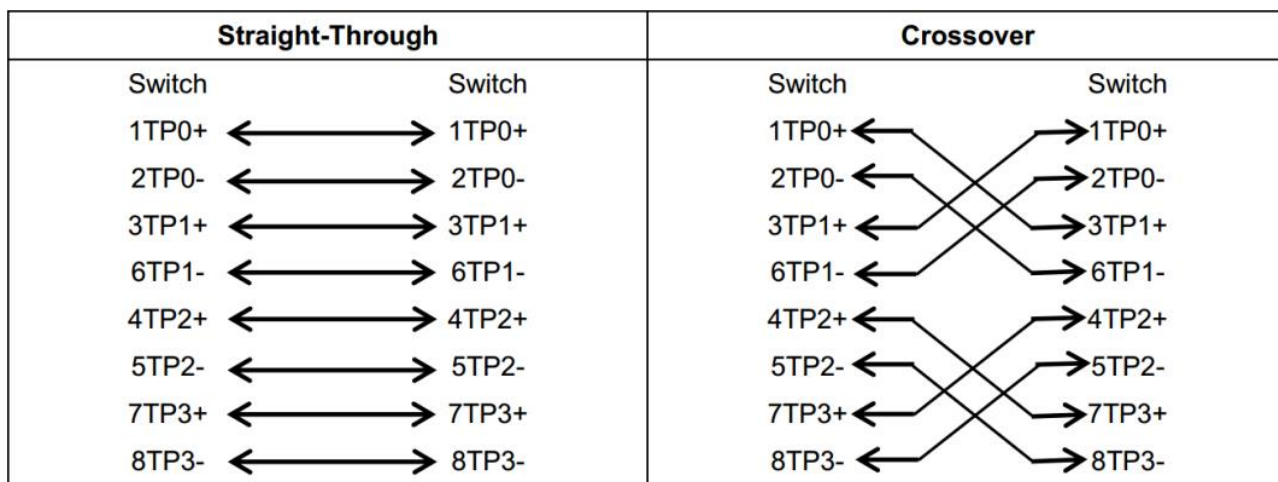 Straight-Through Crossover
Switch Switch Switch Switch
1TP0+ 1TP0+ 1TP0+ 1TP0+
2TP0- 2TP0- 2TP0- 2TP0-
3TP1+ 3TP1+ 3TP1+ 3TP1+
6TP1- 6TP1- 6TP1- 6TP1-
4TP2+ 4TP2+ 4TP2+ 4TP2+
5TP2- 5TP2- 5TP2- 5TP2-
7TP3+ 7TP3+ 7TP3+ 7TP3+
8TP3- 8TP3- 8TP3- 8TP3-